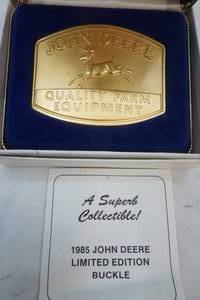 JOHN DEERE
QUALITY FARM
EQUIPMENT
A Superb
Collectible!
1985 JOHN DEERE
LIMITED EDITION
BUCKLE